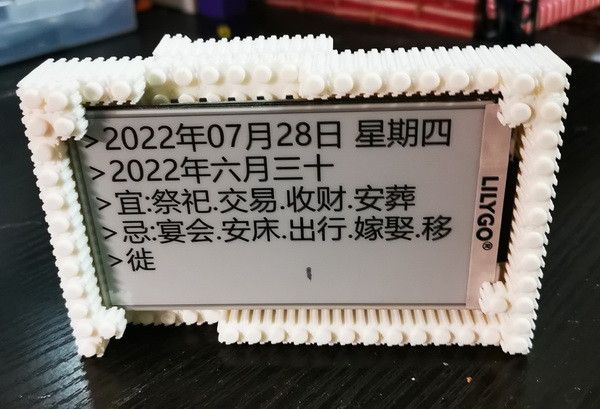 >2022年07月28日 星期四
>2022年六月三十
>宜:祭祀.交易.收财.安葬
>忌:宴会.安床.出行.嫁娶.移
>徙
LILYGO®